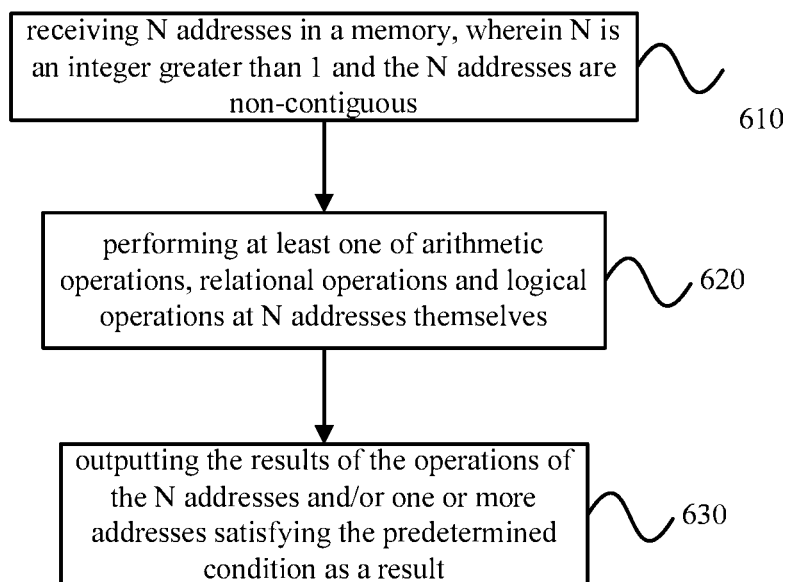 receiving N addresses in a memory, wherein N is
an integer greater than 1 and the N addresses are
non-contiguous
610
performing at least one of arithmetic
operations, relational operations and logical
operations at N addresses themselves
620
outputting the results of the operations of
the N addresses and/or one or more
addresses satisfying the predetermined
condition as a result
630